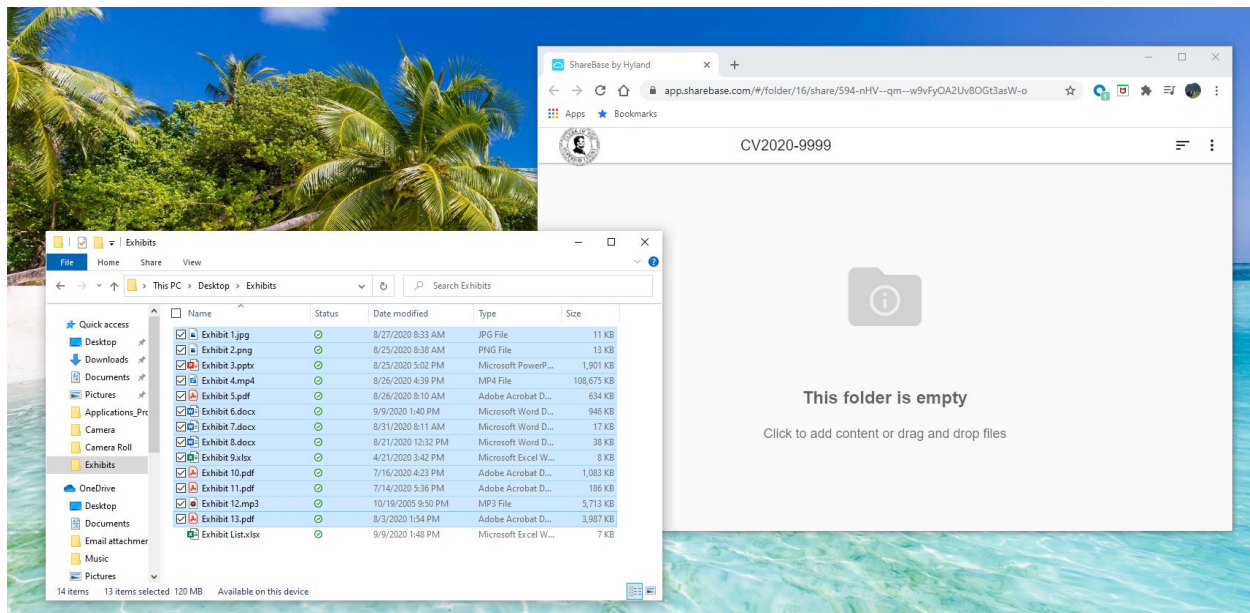 ShareBase by Hyland
app.sharebase.com/#/folder/16/share/594-nHV--qm--w9vFyOA2Uv8OGt3asW-o
Apps Bookmarks
CV2020-9999
This folder is empty
Click to add content or drag and drop files
Exhibits
File Home Share View
This PC > Desktop > Exhibits
Search Exhibits
Name Status Date modified Type Size
Quick access
Desktop
Downloads
Documents
Pictures
Applications_Prc
Camera
Camera Roll
Exhibits
OneDrive
Desktop
Documents
Email attachmer
Music
Pictures
Exhibit 1.jpg 8/27/2020 8:33 AM JPG File 11 KB
Exhibit 2.png 8/25/2020 8:38 AM PNG File 13 KB
Exhibit 3.pptx 8/25/2020 5:02 PM Microsoft PowerP... 1,901 KB
Exhibit 4.mp4 8/26/2020 4:39 PM MP4 File 108,675 KB
Exhibit 5.pdf 8/26/2020 8:10 AM Adobe Acrobat D... 634 KB
Exhibit 6.docx 9/9/2020 1:40 PM Microsoft Word D... 946 KB
Exhibit 7.docx 8/31/2020 8:11 AM Microsoft Word D... 17 KB
Exhibit 8.docx 8/21/2020 12:32 PM Microsoft Word D... 38 KB
Exhibit 9.xlsx 4/21/2020 3:42 PM Microsoft Excel W... 8 KB
Exhibit 10.pdf 7/16/2020 4:23 PM Adobe Acrobat D... 1,083 KB
Exhibit 11.pdf 7/14/2020 5:36 PM Adobe Acrobat D... 186 KB
Exhibit 12.mp3 10/19/2005 9:50 PM MP3 File 5,713 KB
Exhibit 13.pdf 8/3/2020 1:54 PM Adobe Acrobat D... 3,987 KB
Exhibit List.xlsx 9/9/2020 1:48 PM Microsoft Excel W... 7 KB
14 items 13 items selected 120 MB Available on this device